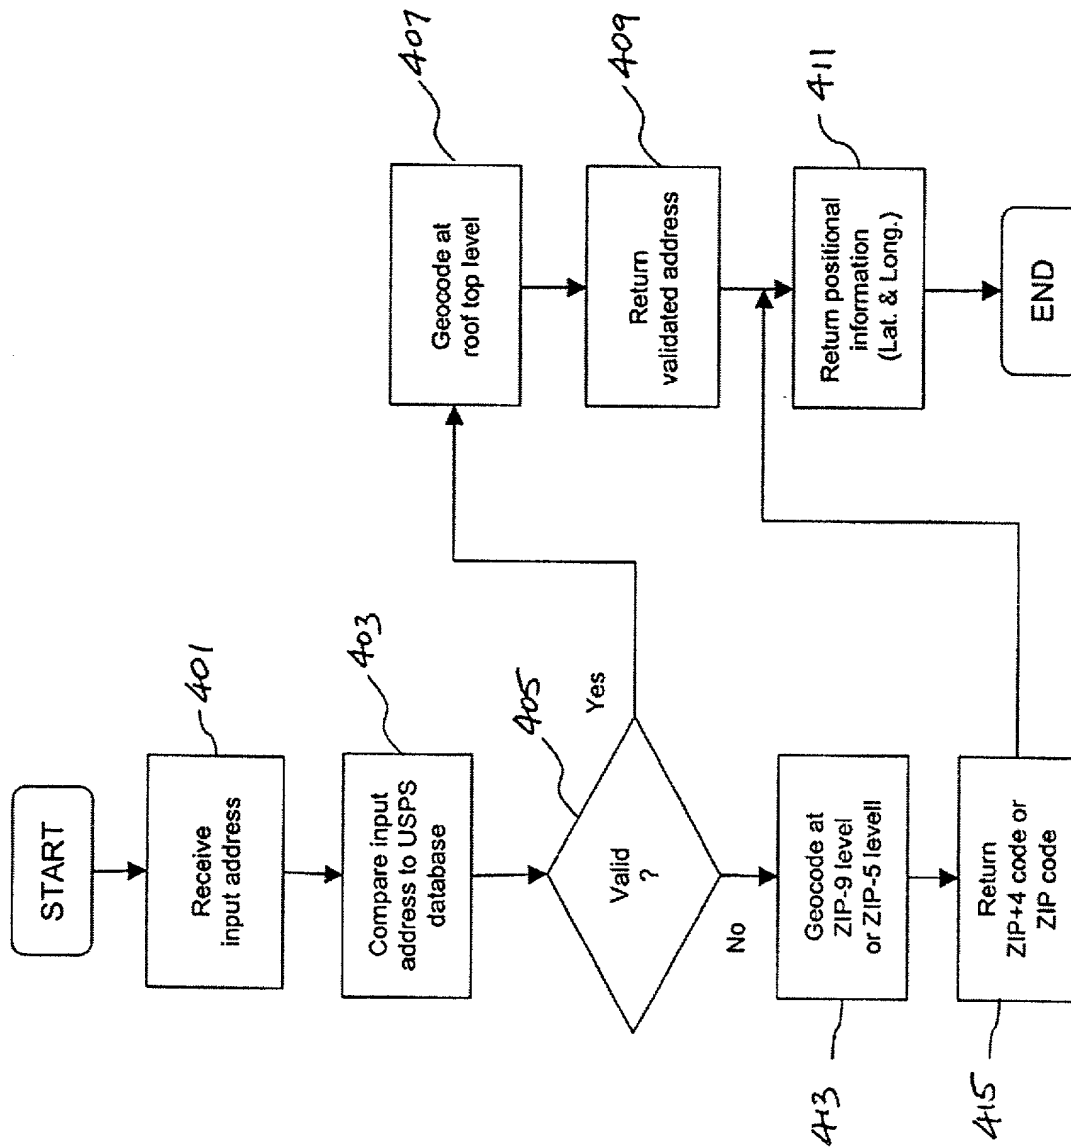 START
Receive
input address
401
Compare input
address to USPS
database
403
Valid
?
405
Yes
No
Geocode at
roof top level
407
Return
validated address
409
Return positional
information
(Lat. & Long.)
411
END
Geocode at
ZIP-9 level
or ZIP-5 levell
413
Return
ZIP+4 code or
ZIP code
415